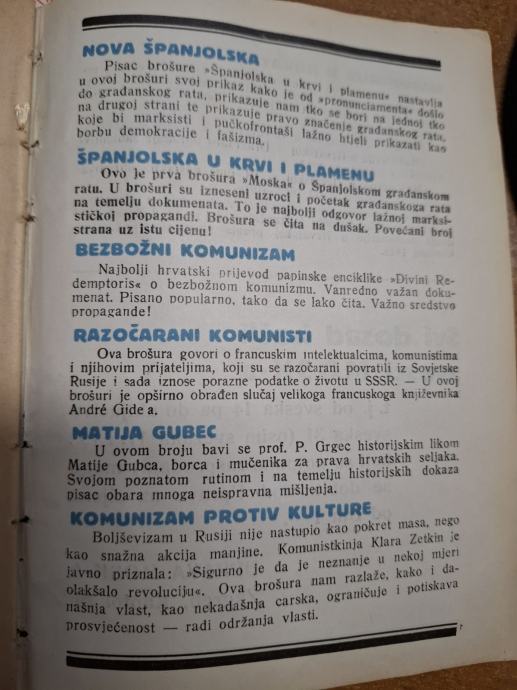 NOVA ŠPANJOLSKA
Pisac brošure »Španjolska u krvi i plamenu« nastavlja
u ovoj brošuri svoj prikaz kako je od »pronunciamenta« došlo
do građanskog rata, prikazuje nam tko se bori na jednoj tko
na drugoj strani te prikazuje pravo značenje građanskog rata,
koje bi marksisti i pučkofrontaši lažno htjeli prikazati kao
borbu demokracije i fašizma.
ŠPANJOLSKA U KRVI I PLAMENU
Ovo je prva brošura »Moska« o Španjolskom građanskom
ratu. U brošuri su izneseni uzroci i početak građanskoga rata
na temelju dokumenata. To je najbolji odgovor lažnoj marksi-
stičkoj propagandi. Brošura se čita na dušak. Povećani broj
strana uz istu cijenu!
BEZBOŽNI KOMUNIZAM
Najbolji hrvatski prijevod papinske enciklike »Divini Re-
demptoris« o bezbožnom komunizmu. Vanredno važan doku-
menat. Pisano popularno, tako da se lako čita. Važno sredstvo
propagande!
RAZOČARANI KOMUNISTI
Ova brošura govori o francuskim intelektualcima, komunistima
i njihovim prijateljima, koji su se razočarani povratili iz Sovjetske
Rusije i sada iznose porazne podatke o životu u SSSR. — U ovoj
brošuri je opširno obrađen slučaj velikoga francuskog književnika
André Gide a.
MATIJA GUBEC
U ovom broju bavi se prof. P. Grgec historijskim likom
Matije Gubca, borca i mučenika za prava hrvatskih seljaka.
Svojom poznatom rutinom i na temelju historijskih dokaza
pisac obara mnoga neispravna mišljenja.
KOMUNIZAM PROTIV KULTURE
Boljševizam u Rusiji nije nastupio kao pokret masa, nego
kao snažna akcija manjine. Komunistkinja Klara Zetkin je
javno priznala: »Sigurno je da je neznanje u nekoj mjeri
olakšalo revoluciju«. Ova brošura nam razlaže, kako i da-
našnja vlast, kao nekadašnja carska, ograničuje i potiskava
prosvjećenost — radi održanja vlasti.